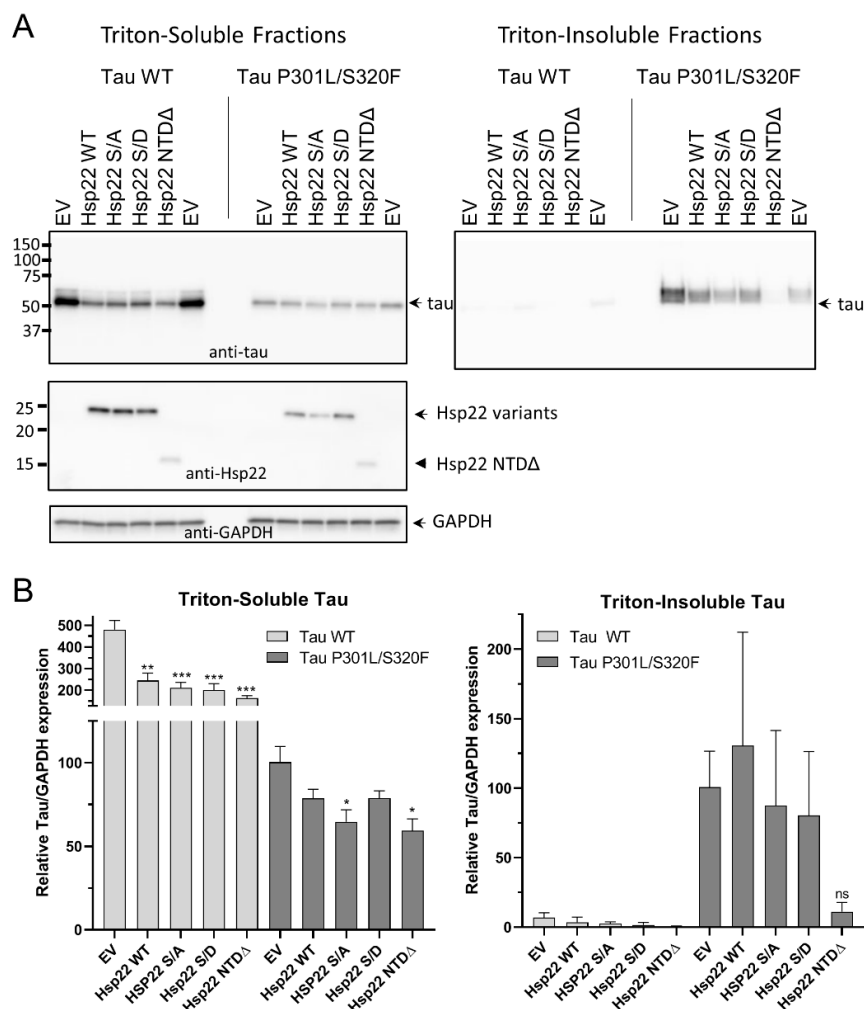 A
Triton-Soluble Fractions
Triton-Insoluble Fractions
Tau WT
Tau P301L/S320F
Tau WT
Tau P301L/S320F
EV
Hsp22 WT
Hsp22 S/A
Hsp22 S/D
Hsp22 NTDΔ
EV
EV
Hsp22 WT
Hsp22 S/A
Hsp22 S/D
Hsp22 NTDΔ
EV
EV
Hsp22 WT
Hsp22 S/A
Hsp22 S/D
Hsp22 NTDΔ
EV
EV
Hsp22 WT
Hsp22 S/A
Hsp22 S/D
Hsp22 NTDΔ
EV
150
100
75
50
37
tau
anti-tau
tau
25
20
15
Hsp22 variants
Hsp22 NTDΔ
anti-Hsp22
GAPDH
anti-GAPDH
B
Triton-Soluble Tau
Relative Tau/GAPDH expression
500
400
300
200
100
50
0
Tau WT
Tau P301L/S320F
**
***
***
***
*
*
EV
Hsp22 WT
HSP22 S/A
Hsp22 S/D
Hsp22 NTDΔ
EV
Hsp22 WT
HSP22 S/A
Hsp22 S/D
Hsp22 NTDΔ
Triton-Insoluble Tau
Relative Tau/GAPDH expression
200
150
100
50
0
Tau WT
Tau P301L/S320F
ns
EV
Hsp22 WT
HSP22 S/A
Hsp22 S/D
Hsp22 NTDΔ
EV
Hsp22 WT
HSP22 S/A
Hsp22 S/D
Hsp22 NTDΔ